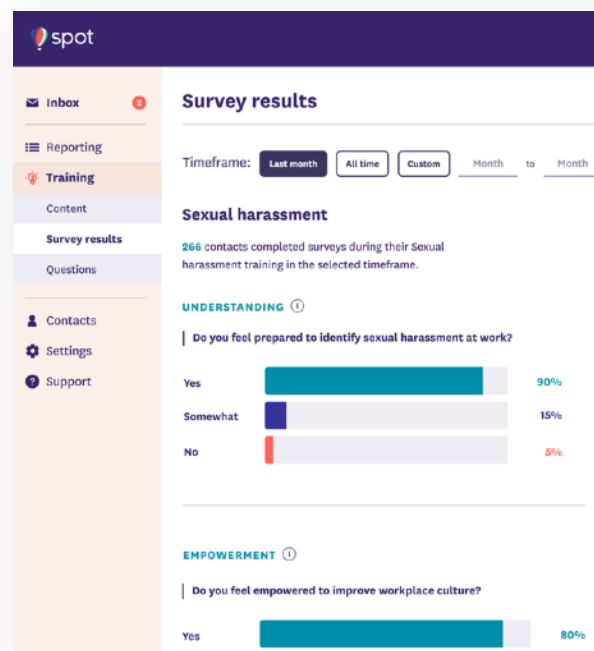 spot
Inbox 2
Reporting
Training
Content
Survey results
Questions
Contacts
Settings
Support
Survey results
Timeframe: Last month All time Custom Month to Month
Sexual harassment
266 contacts completed surveys during their Sexual
harassment training in the selected timeframe.
UNDERSTANDING i
Do you feel prepared to identify sexual harassment at work?
Yes 90%
Somewhat 15%
No 5%
EMPOWERMENT i
Do you feel empowered to improve workplace culture?
Yes 80%